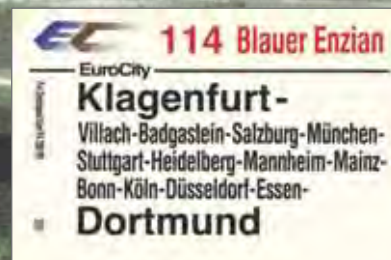 EC 114 Blauer Enzian
EuroCity
Klagenfurt-
Villach-Badgastein-Salzburg-München-
Stuttgart-Heidelberg-Mannheim-Mainz-
Bonn-Köln-Düsseldorf-Essen-
Dortmund